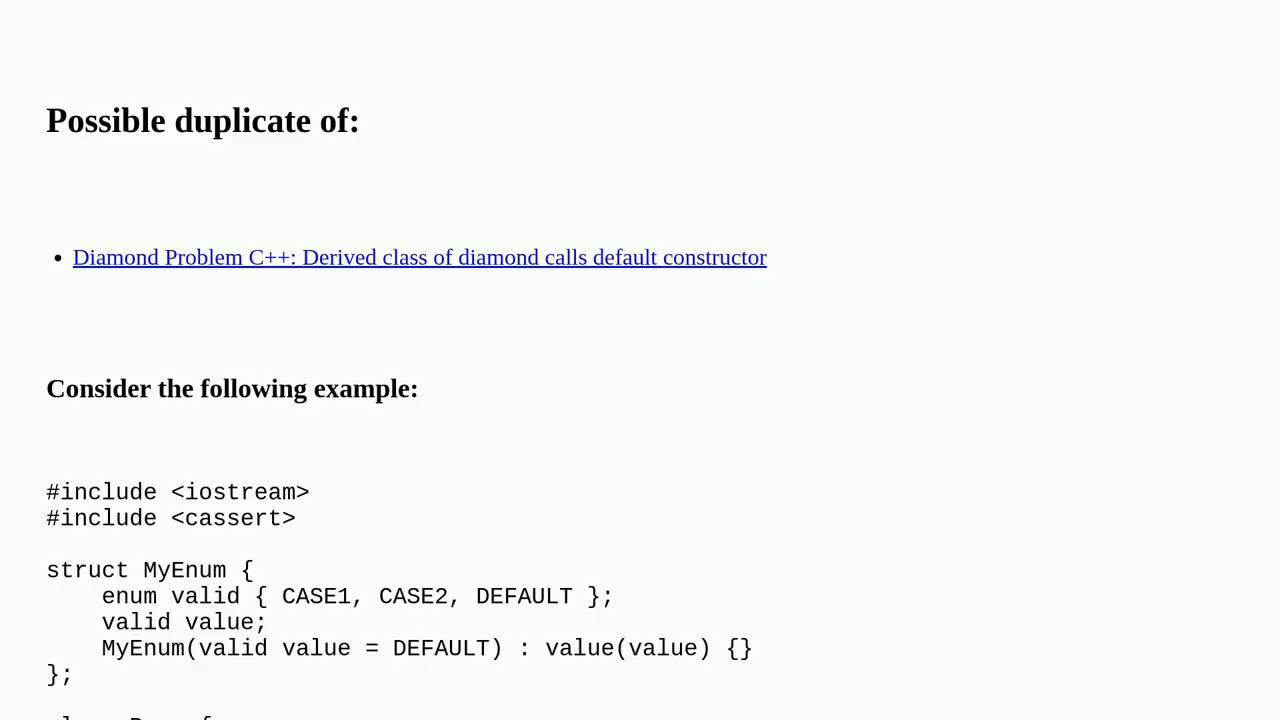 Possible duplicate of:
• Diamond Problem C++: Derived class of diamond calls default constructor
Consider the following example:
#include <iostream>
#include <cassert>
struct MyEnum {
    enum valid { CASE1, CASE2, DEFAULT };
    valid value;
    MyEnum(valid value = DEFAULT) : value(value) {}
};